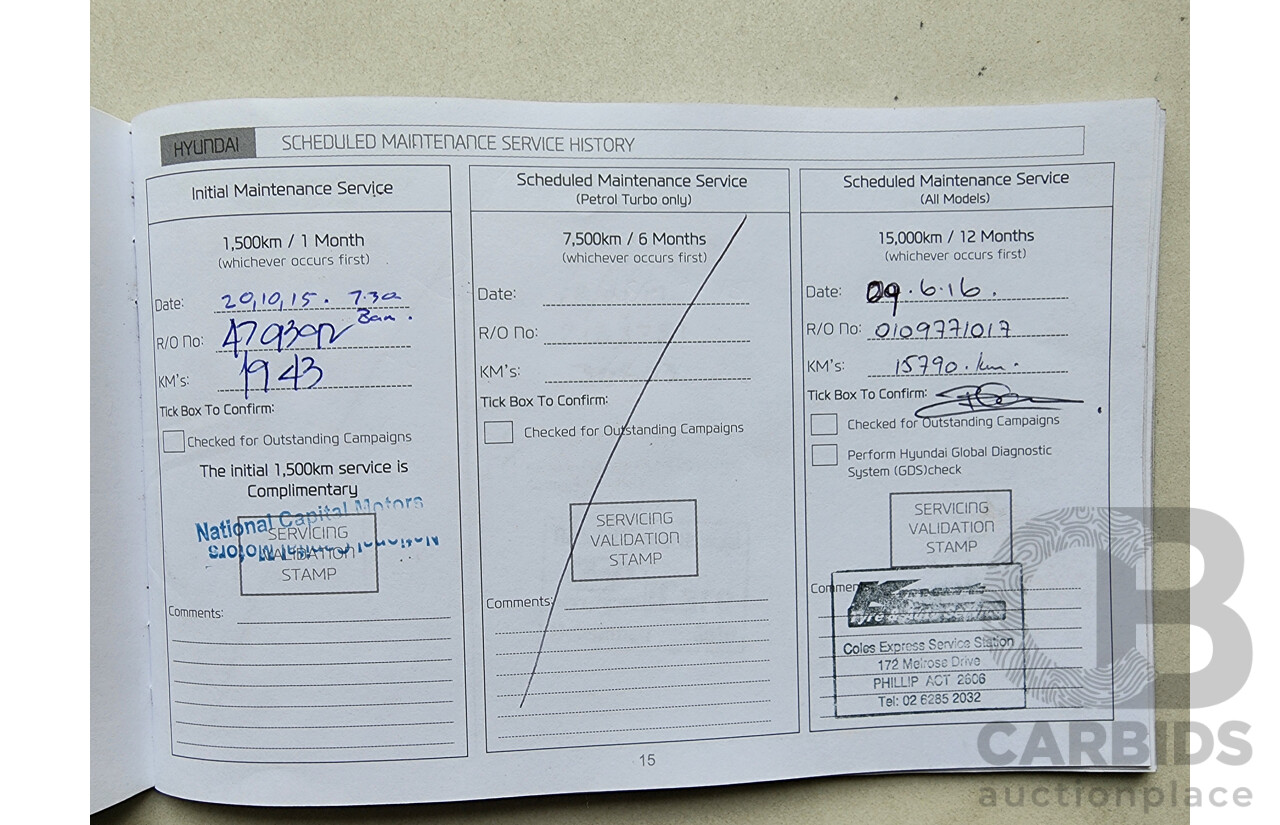 HYUNDAI SCHEDULED MAINTENANCE SERVICE HISTORY
Initial Maintenance Service
1,500km / 1 Month
(whichever occurs first)
Date: 20,10,15. 7.30
8am.
R/O No:
KM's: 1943
Tick Box To Confirm:
Checked for Outstanding Campaigns
The initial 1,500km service is
Complimentary
National Capital Motors
National Capital Motors
SERVICING
VALIDATION
STAMP
Comments:
Scheduled Maintenance Service
(Petrol Turbo only)
7,500km / 6 Months
(whichever occurs first)
Date:
R/O No:
KM's:
Tick Box To Confirm:
Checked for Outstanding Campaigns
SERVICING
VALIDATION
STAMP
Comments:
Scheduled Maintenance Service
(All Models)
15,000km / 12 Months
(whichever occurs first)
Date: 09.6.16.
R/O No: 0109771017
KM's: 15790.km.
Tick Box To Confirm:
Checked for Outstanding Campaigns
Perform Hyundai Global Diagnostic
System (GDS)check
SERVICING
VALIDATION
STAMP
Commen
Coles Express Service Station
172 Melrose Drive
PHILLIP ACT 2606
Tel: 02 6285 2032
15
CARBIDS
auctionplace